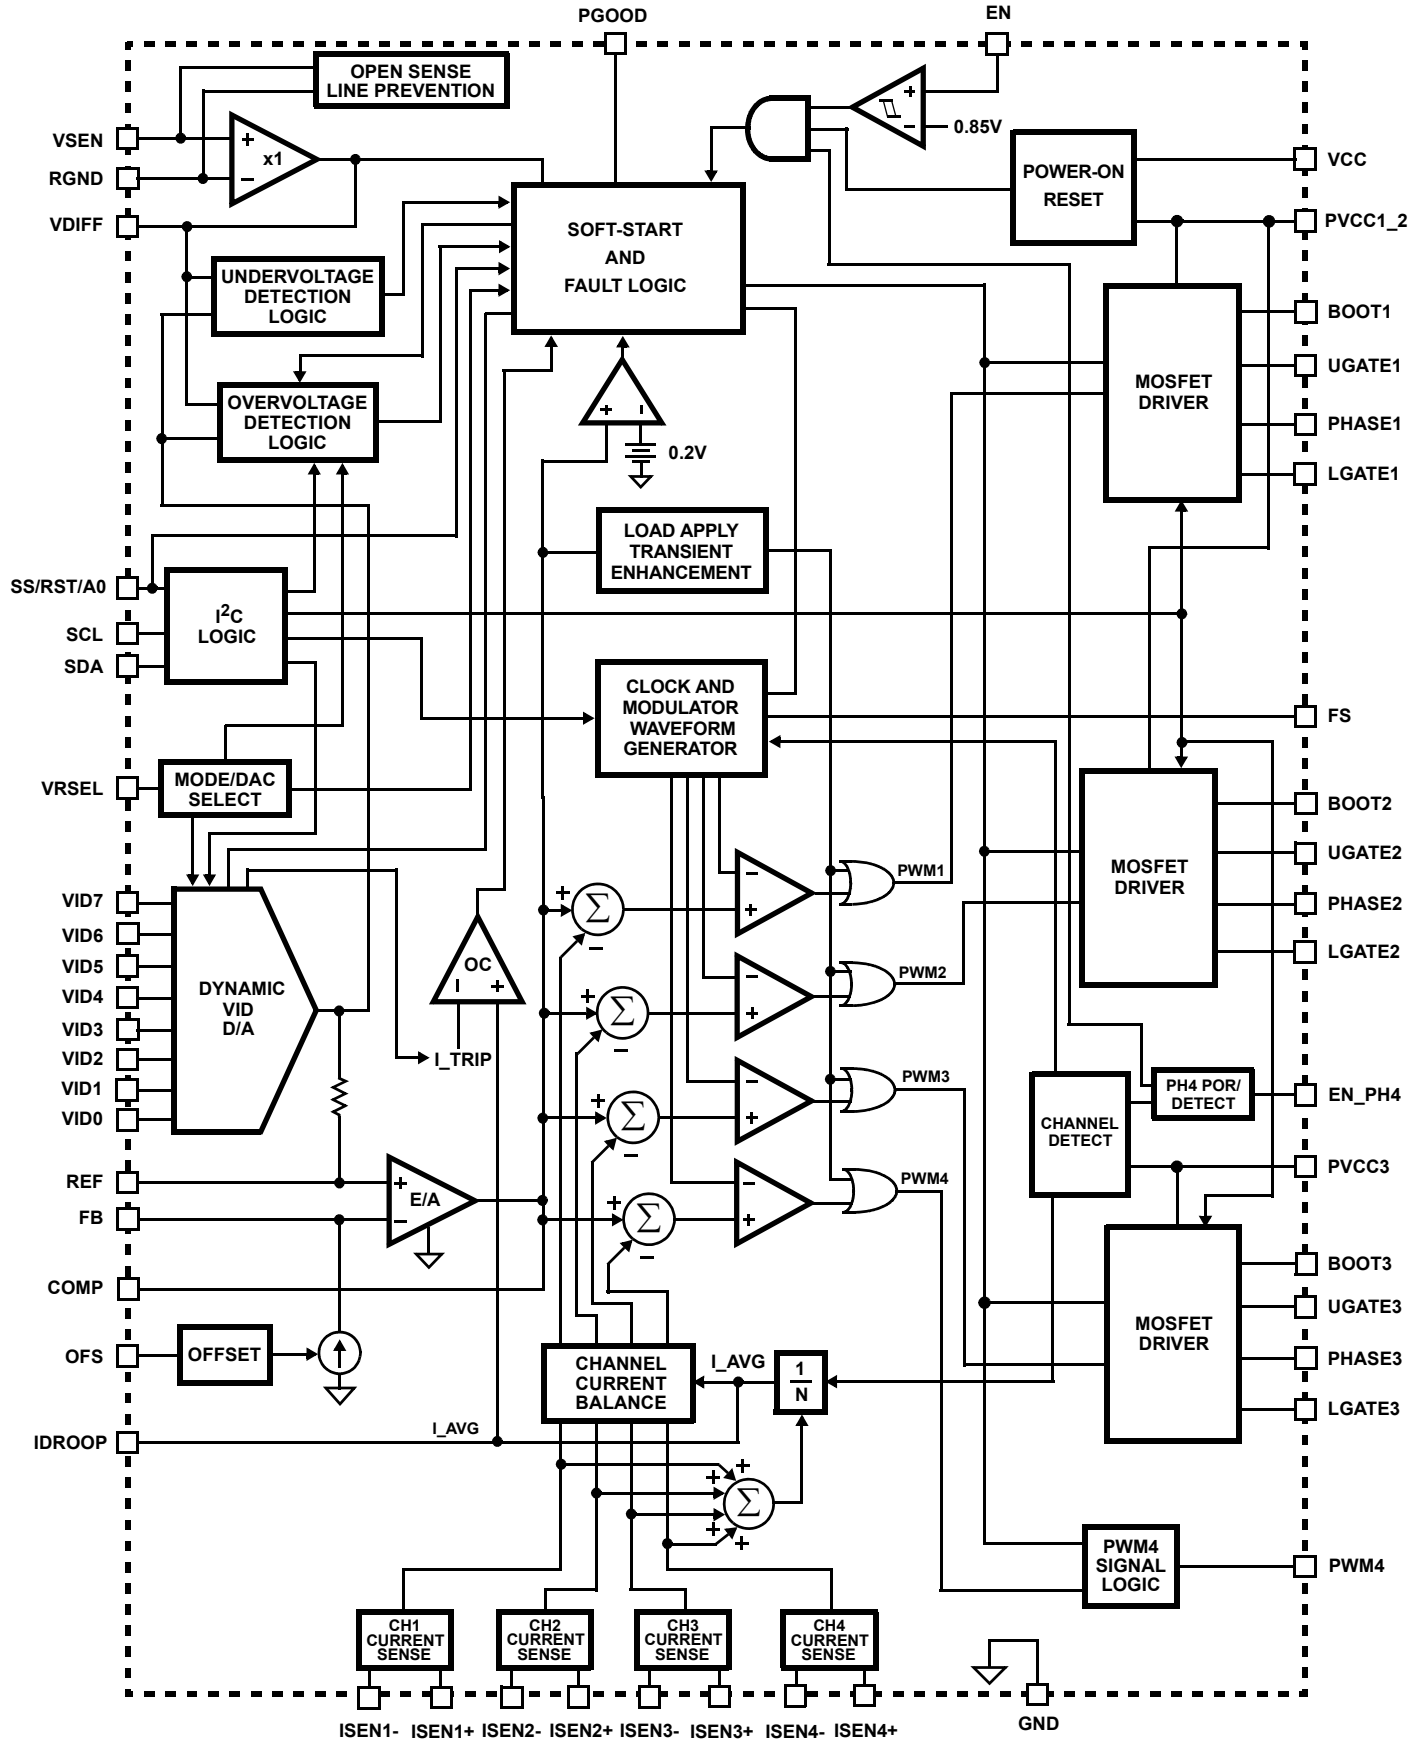 PGOOD
EN
OPEN SENSE
LINE PREVENTION
+
−
0.85V
VSEN
+
x1
−
RGND
VDIFF
POWER-ON
RESET
VCC
PVCC1_2
SOFT-START
AND
FAULT LOGIC
UNDERVOLTAGE
DETECTION
LOGIC
OVERVOLTAGE
DETECTION
LOGIC
+
−
0.2V
MOSFET
DRIVER
BOOT1
UGATE1
PHASE1
LGATE1
LOAD APPLY
TRANSIENT
ENHANCEMENT
SS/RST/A0
SCL
SDA
I2C
LOGIC
CLOCK AND
MODULATOR
WAVEFORM
GENERATOR
FS
VRSEL
MODE/DAC
SELECT
MOSFET
DRIVER
BOOT2
UGATE2
PHASE2
LGATE2
VID7
VID6
VID5
VID4
VID3
VID2
VID1
VID0
DYNAMIC
VID
D/A
OC
−
+
I_TRIP
+
Σ
−
−
+
PWM1
+
Σ
−
−
+
PWM2
+
Σ
−
−
+
PWM3
+
Σ
−
−
+
PWM4
CHANNEL
DETECT
PH4 POR/
DETECT
EN_PH4
PVCC3
REF
FB
+
E/A
−
COMP
OFS
OFFSET
MOSFET
DRIVER
BOOT3
UGATE3
PHASE3
LGATE3
CHANNEL
CURRENT
BALANCE
I_AVG
1
N
IDROOP
I_AVG
+
+
Σ
+
+
PWM4
SIGNAL
LOGIC
PWM4
CH1
CURRENT
SENSE
CH2
CURRENT
SENSE
CH3
CURRENT
SENSE
CH4
CURRENT
SENSE
ISEN1-
ISEN1+
ISEN2-
ISEN2+
ISEN3-
ISEN3+
ISEN4-
ISEN4+
GND